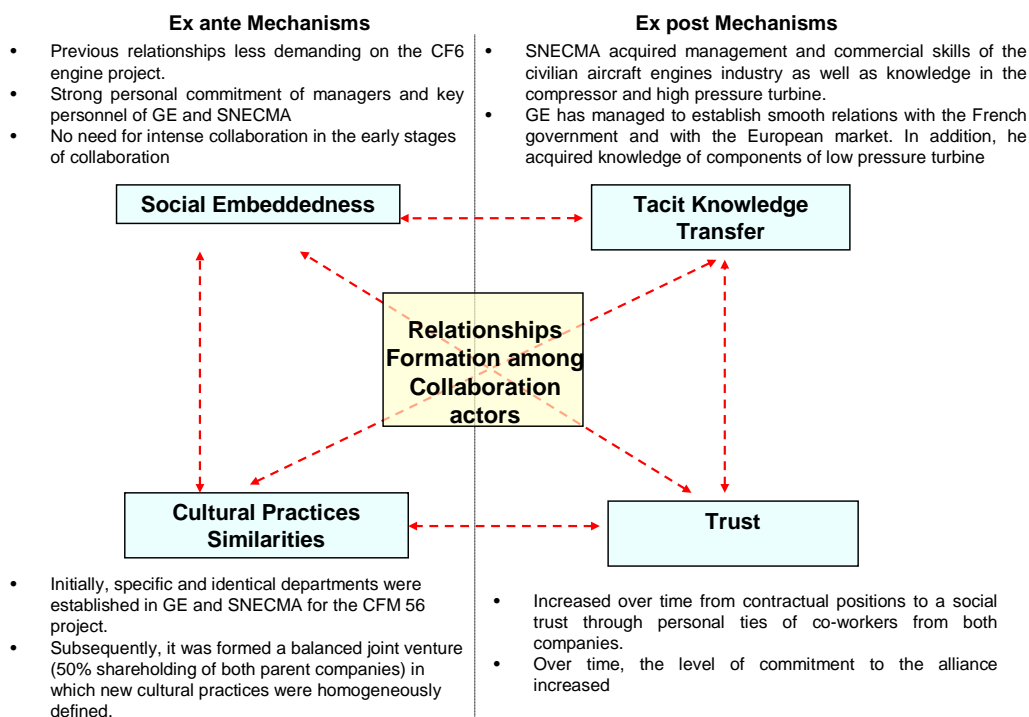 Ex ante Mechanisms
• Previous relationships less demanding on the CF6
engine project.
• Strong personal commitment of managers and key
personnel of GE and SNECMA
• No need for intense collaboration in the early stages
of collaboration
Ex post Mechanisms
• SNECMA acquired management and commercial skills of the
civilian aircraft engines industry as well as knowledge in the
compressor and high pressure turbine.
• GE has managed to establish smooth relations with the French
government and with the European market. In addition, he
acquired knowledge of components of low pressure turbine
Social Embeddedness
Tacit Knowledge
Transfer
Relationships
Formation among
Collaboration
actors
Cultural Practices
Similarities
Trust
• Initially, specific and identical departments were
established in GE and SNECMA for the CFM 56
project.
• Subsequently, it was formed a balanced joint venture
(50% shareholding of both parent companies) in
which new cultural practices were homogeneously
defined.
• Increased over time from contractual positions to a social
trust through personal ties of co-workers from both
companies.
• Over time, the level of commitment to the alliance
increased